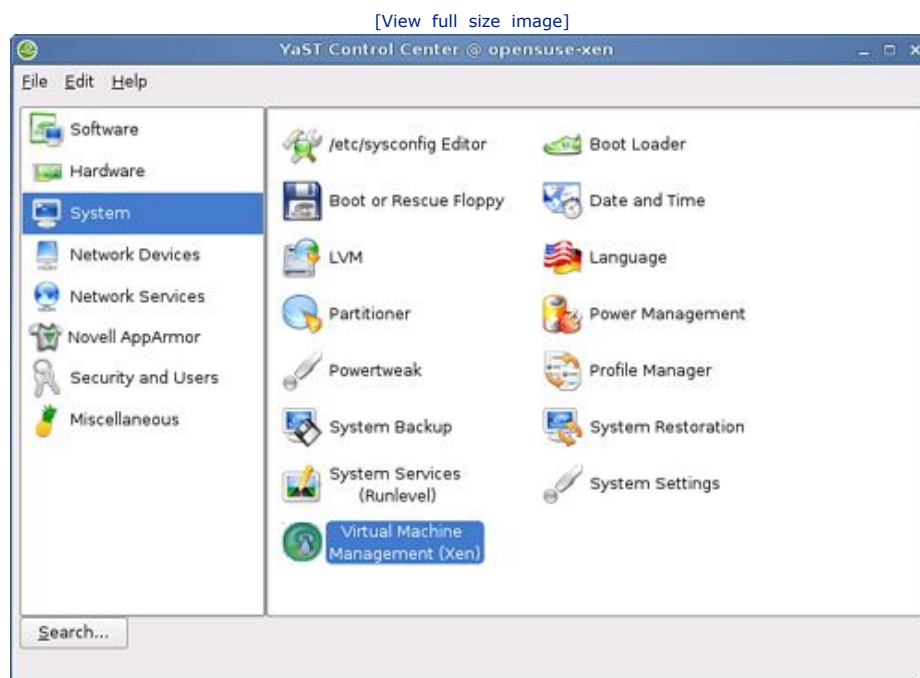 [View full size image]
YaST Control Center @ opensuse-xen
File Edit Help
Software
Hardware
System
Network Devices
Network Services
Novell AppArmor
Security and Users
Miscellaneous
/etc/sysconfig Editor
Boot Loader
Boot or Rescue Floppy
Date and Time
LVM
Language
Partitioner
Power Management
Powertweak
Profile Manager
System Backup
System Restoration
System Services
(Runlevel)
System Settings
Virtual Machine
Management (Xen)
Search...